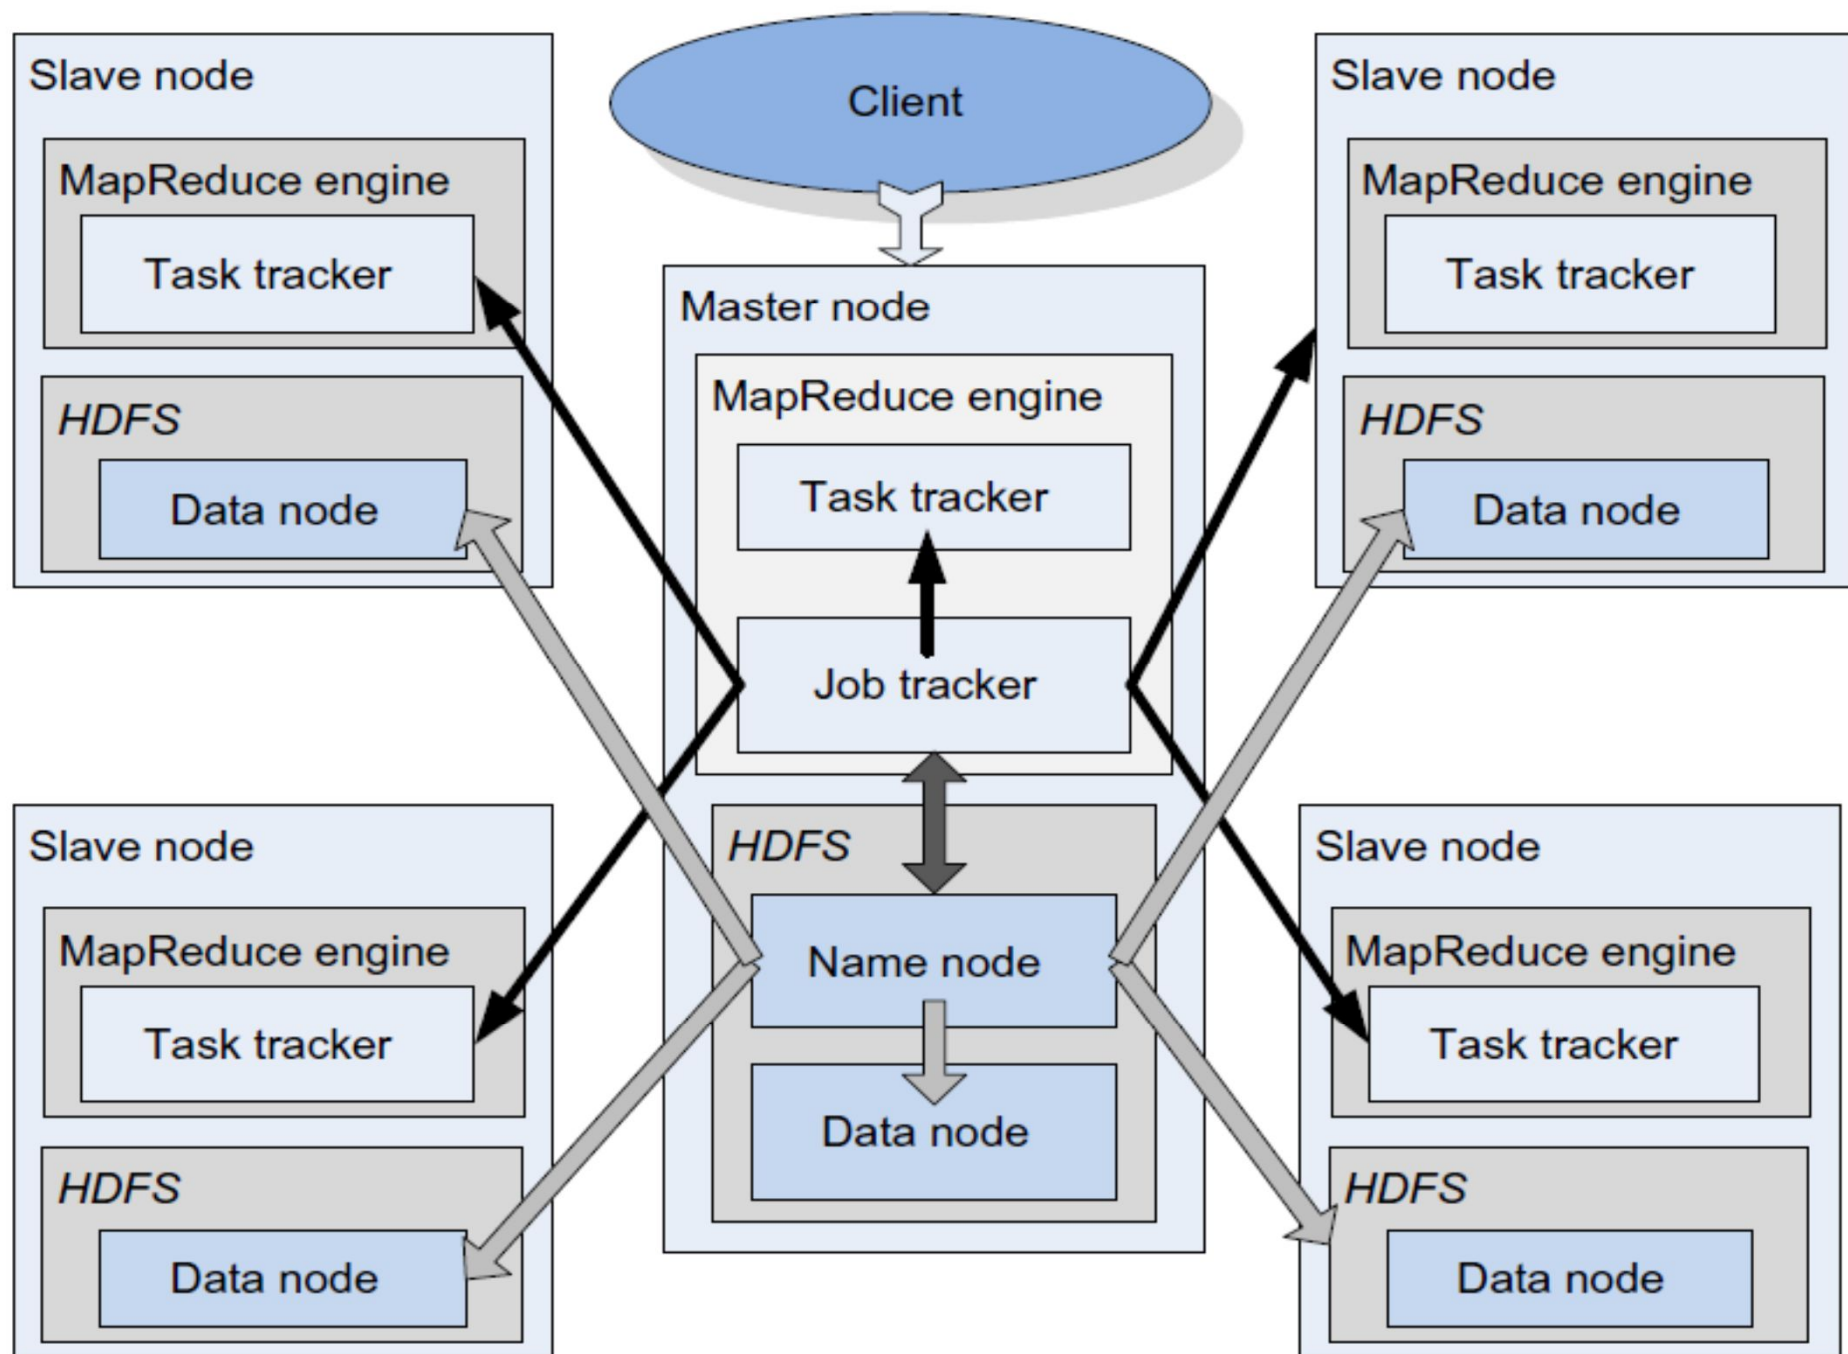 Slave node
MapReduce engine
Task tracker
HDFS
Data node
Client
Master node
MapReduce engine
Task tracker
Job tracker
HDFS
Name node
Data node
Slave node
MapReduce engine
Task tracker
HDFS
Data node
Slave node
MapReduce engine
Task tracker
HDFS
Data node
Slave node
MapReduce engine
Task tracker
HDFS
Data node